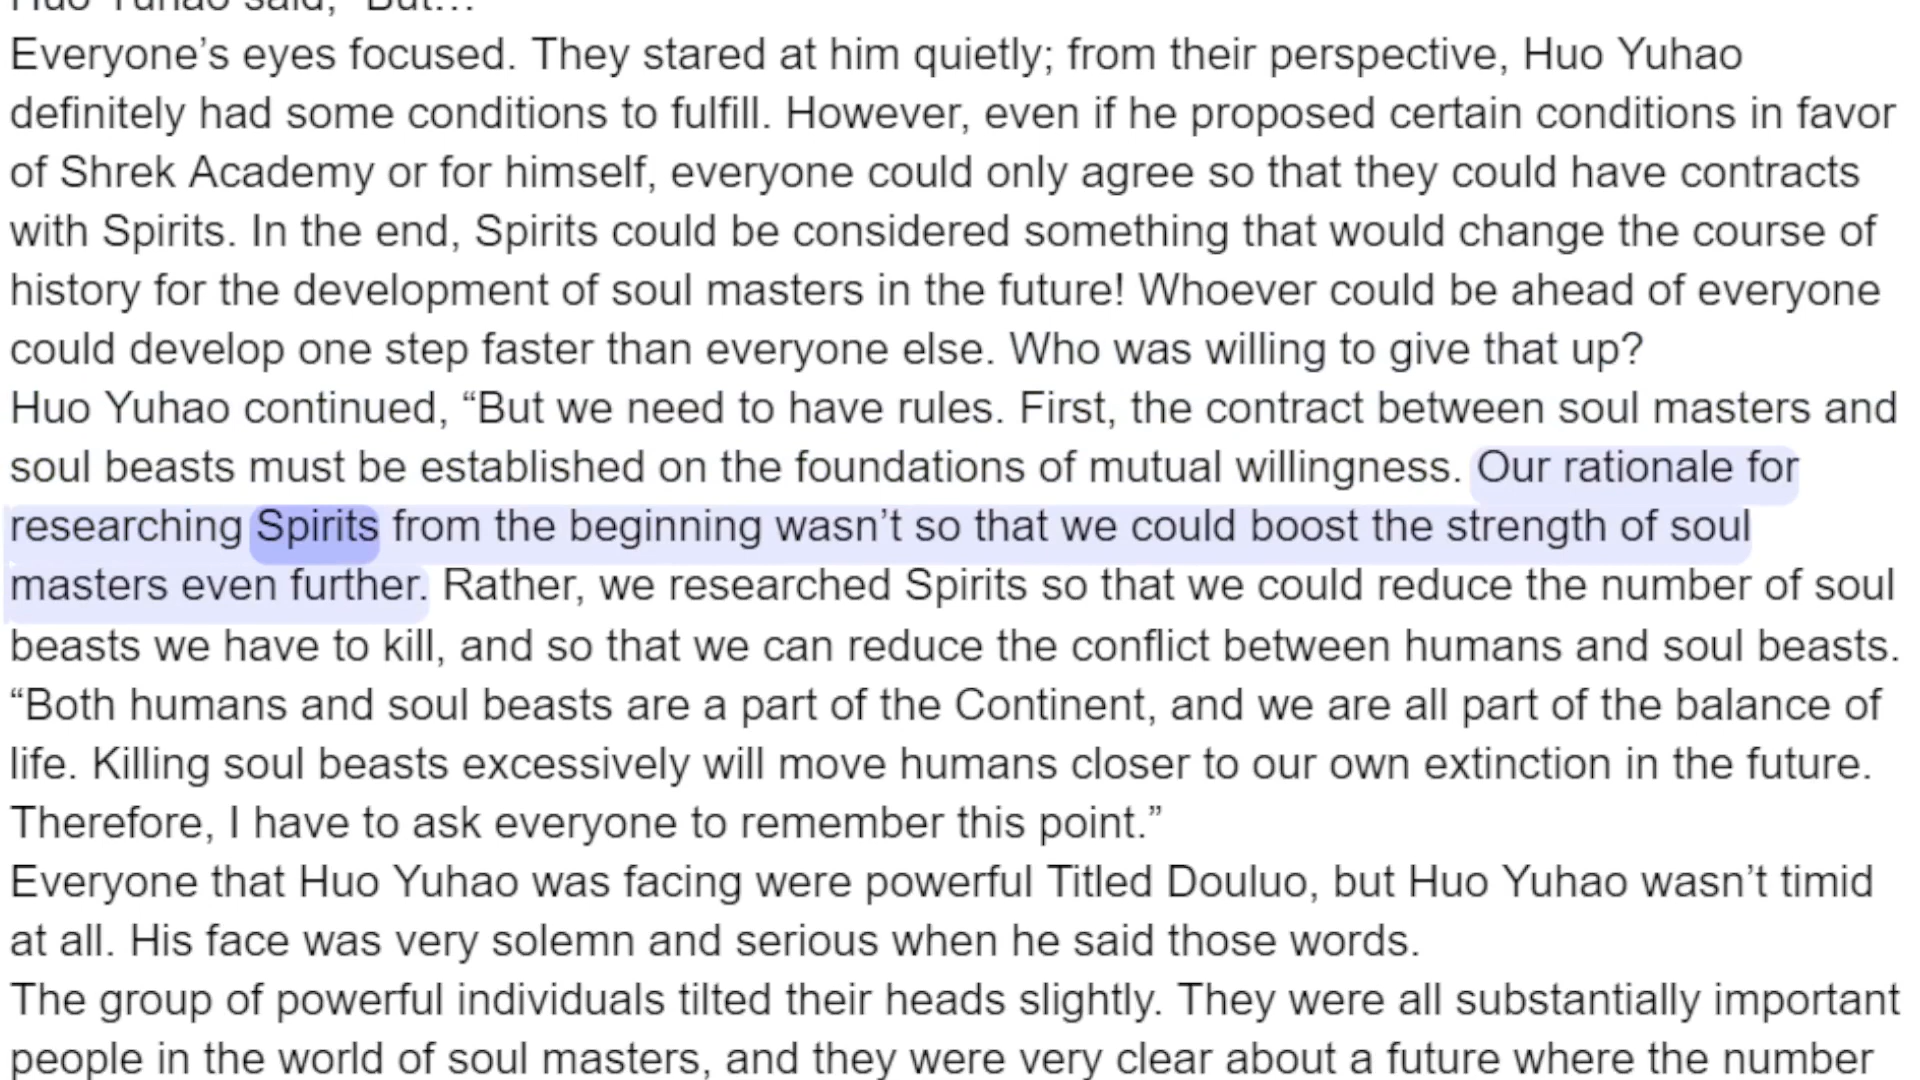 Huo Yuhao said, “But…
Everyone’s eyes focused. They stared at him quietly; from their perspective, Huo Yuhao
definitely had some conditions to fulfill. However, even if he proposed certain conditions in favor
of Shrek Academy or for himself, everyone could only agree so that they could have contracts
with Spirits. In the end, Spirits could be considered something that would change the course of
history for the development of soul masters in the future! Whoever could be ahead of everyone
could develop one step faster than everyone else. Who was willing to give that up?
Huo Yuhao continued, “But we need to have rules. First, the contract between soul masters and
soul beasts must be established on the foundations of mutual willingness. Our rationale for
researching Spirits from the beginning wasn’t so that we could boost the strength of soul
masters even further. Rather, we researched Spirits so that we could reduce the number of soul
beasts we have to kill, and so that we can reduce the conflict between humans and soul beasts.
“Both humans and soul beasts are a part of the Continent, and we are all part of the balance of
life. Killing soul beasts excessively will move humans closer to our own extinction in the future.
Therefore, I have to ask everyone to remember this point.”
Everyone that Huo Yuhao was facing were powerful Titled Douluo, but Huo Yuhao wasn’t timid
at all. His face was very solemn and serious when he said those words.
The group of powerful individuals tilted their heads slightly. They were all substantially important
people in the world of soul masters, and they were very clear about a future where the number